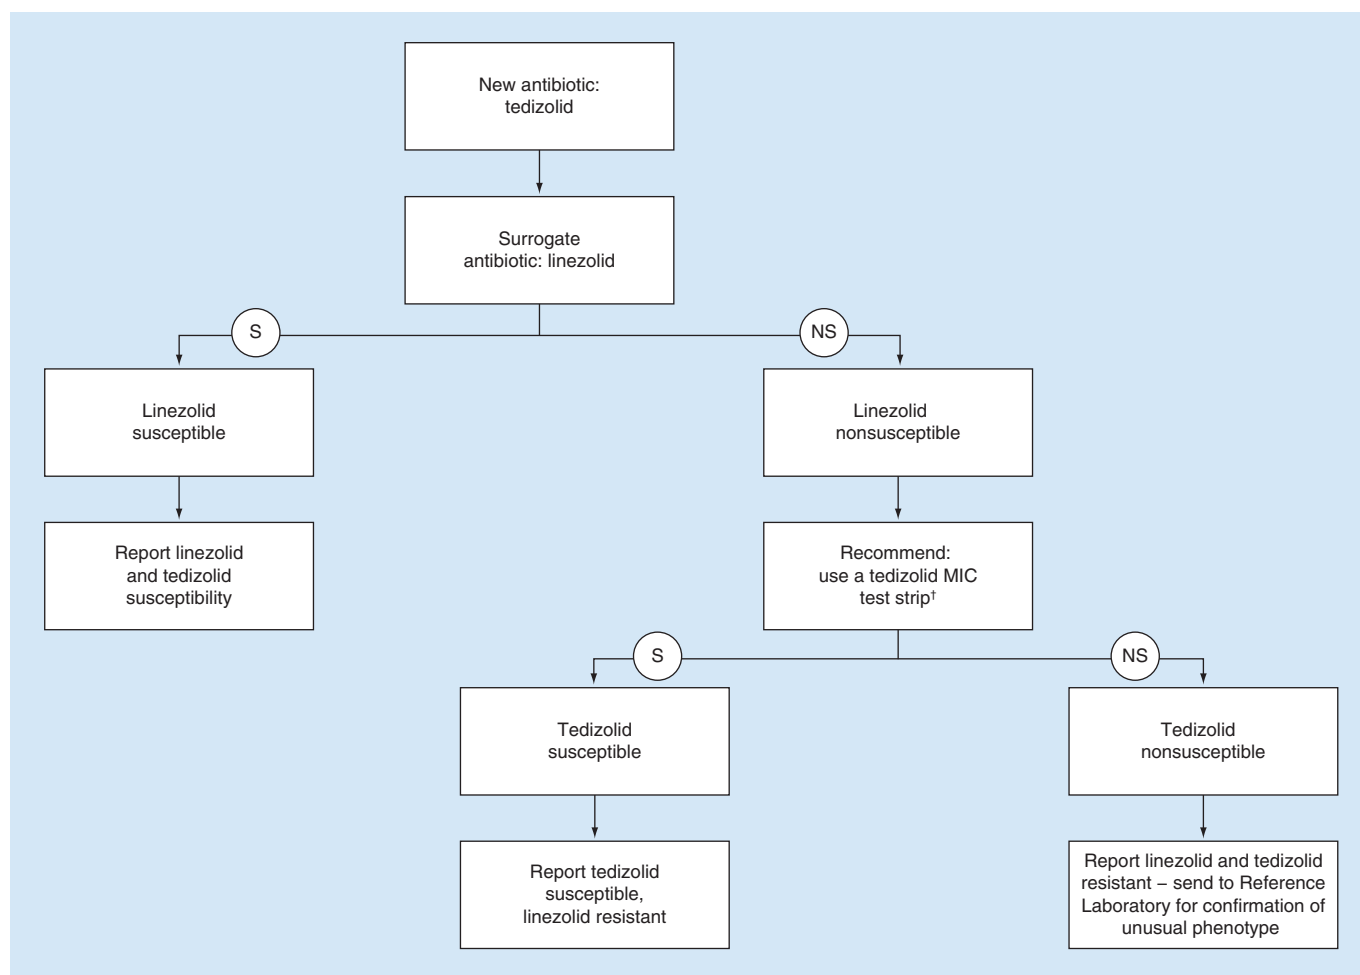 New antibiotic:
tedizolid
Surrogate
antibiotic: linezolid
S
NS
Linezolid
susceptible
Linezolid
nonsusceptible
Report linezolid
and tedizolid
susceptibility
Recommend:
use a tedizolid MIC
test strip†
S
NS
Tedizolid
susceptible
Tedizolid
nonsusceptible
Report tedizolid
susceptible,
linezolid resistant
Report linezolid and tedizolid
resistant – send to Reference
Laboratory for confirmation of
unusual phenotype